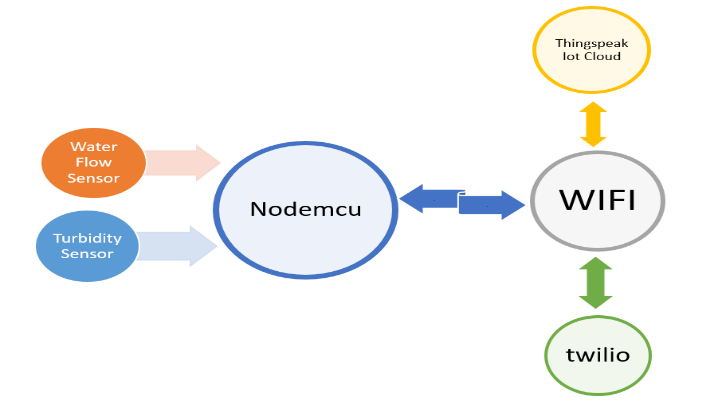 Thingspeak
Iot Cloud
Water
Flow
Sensor
Nodemcu
WIFI
Turbidity
Sensor
twilio